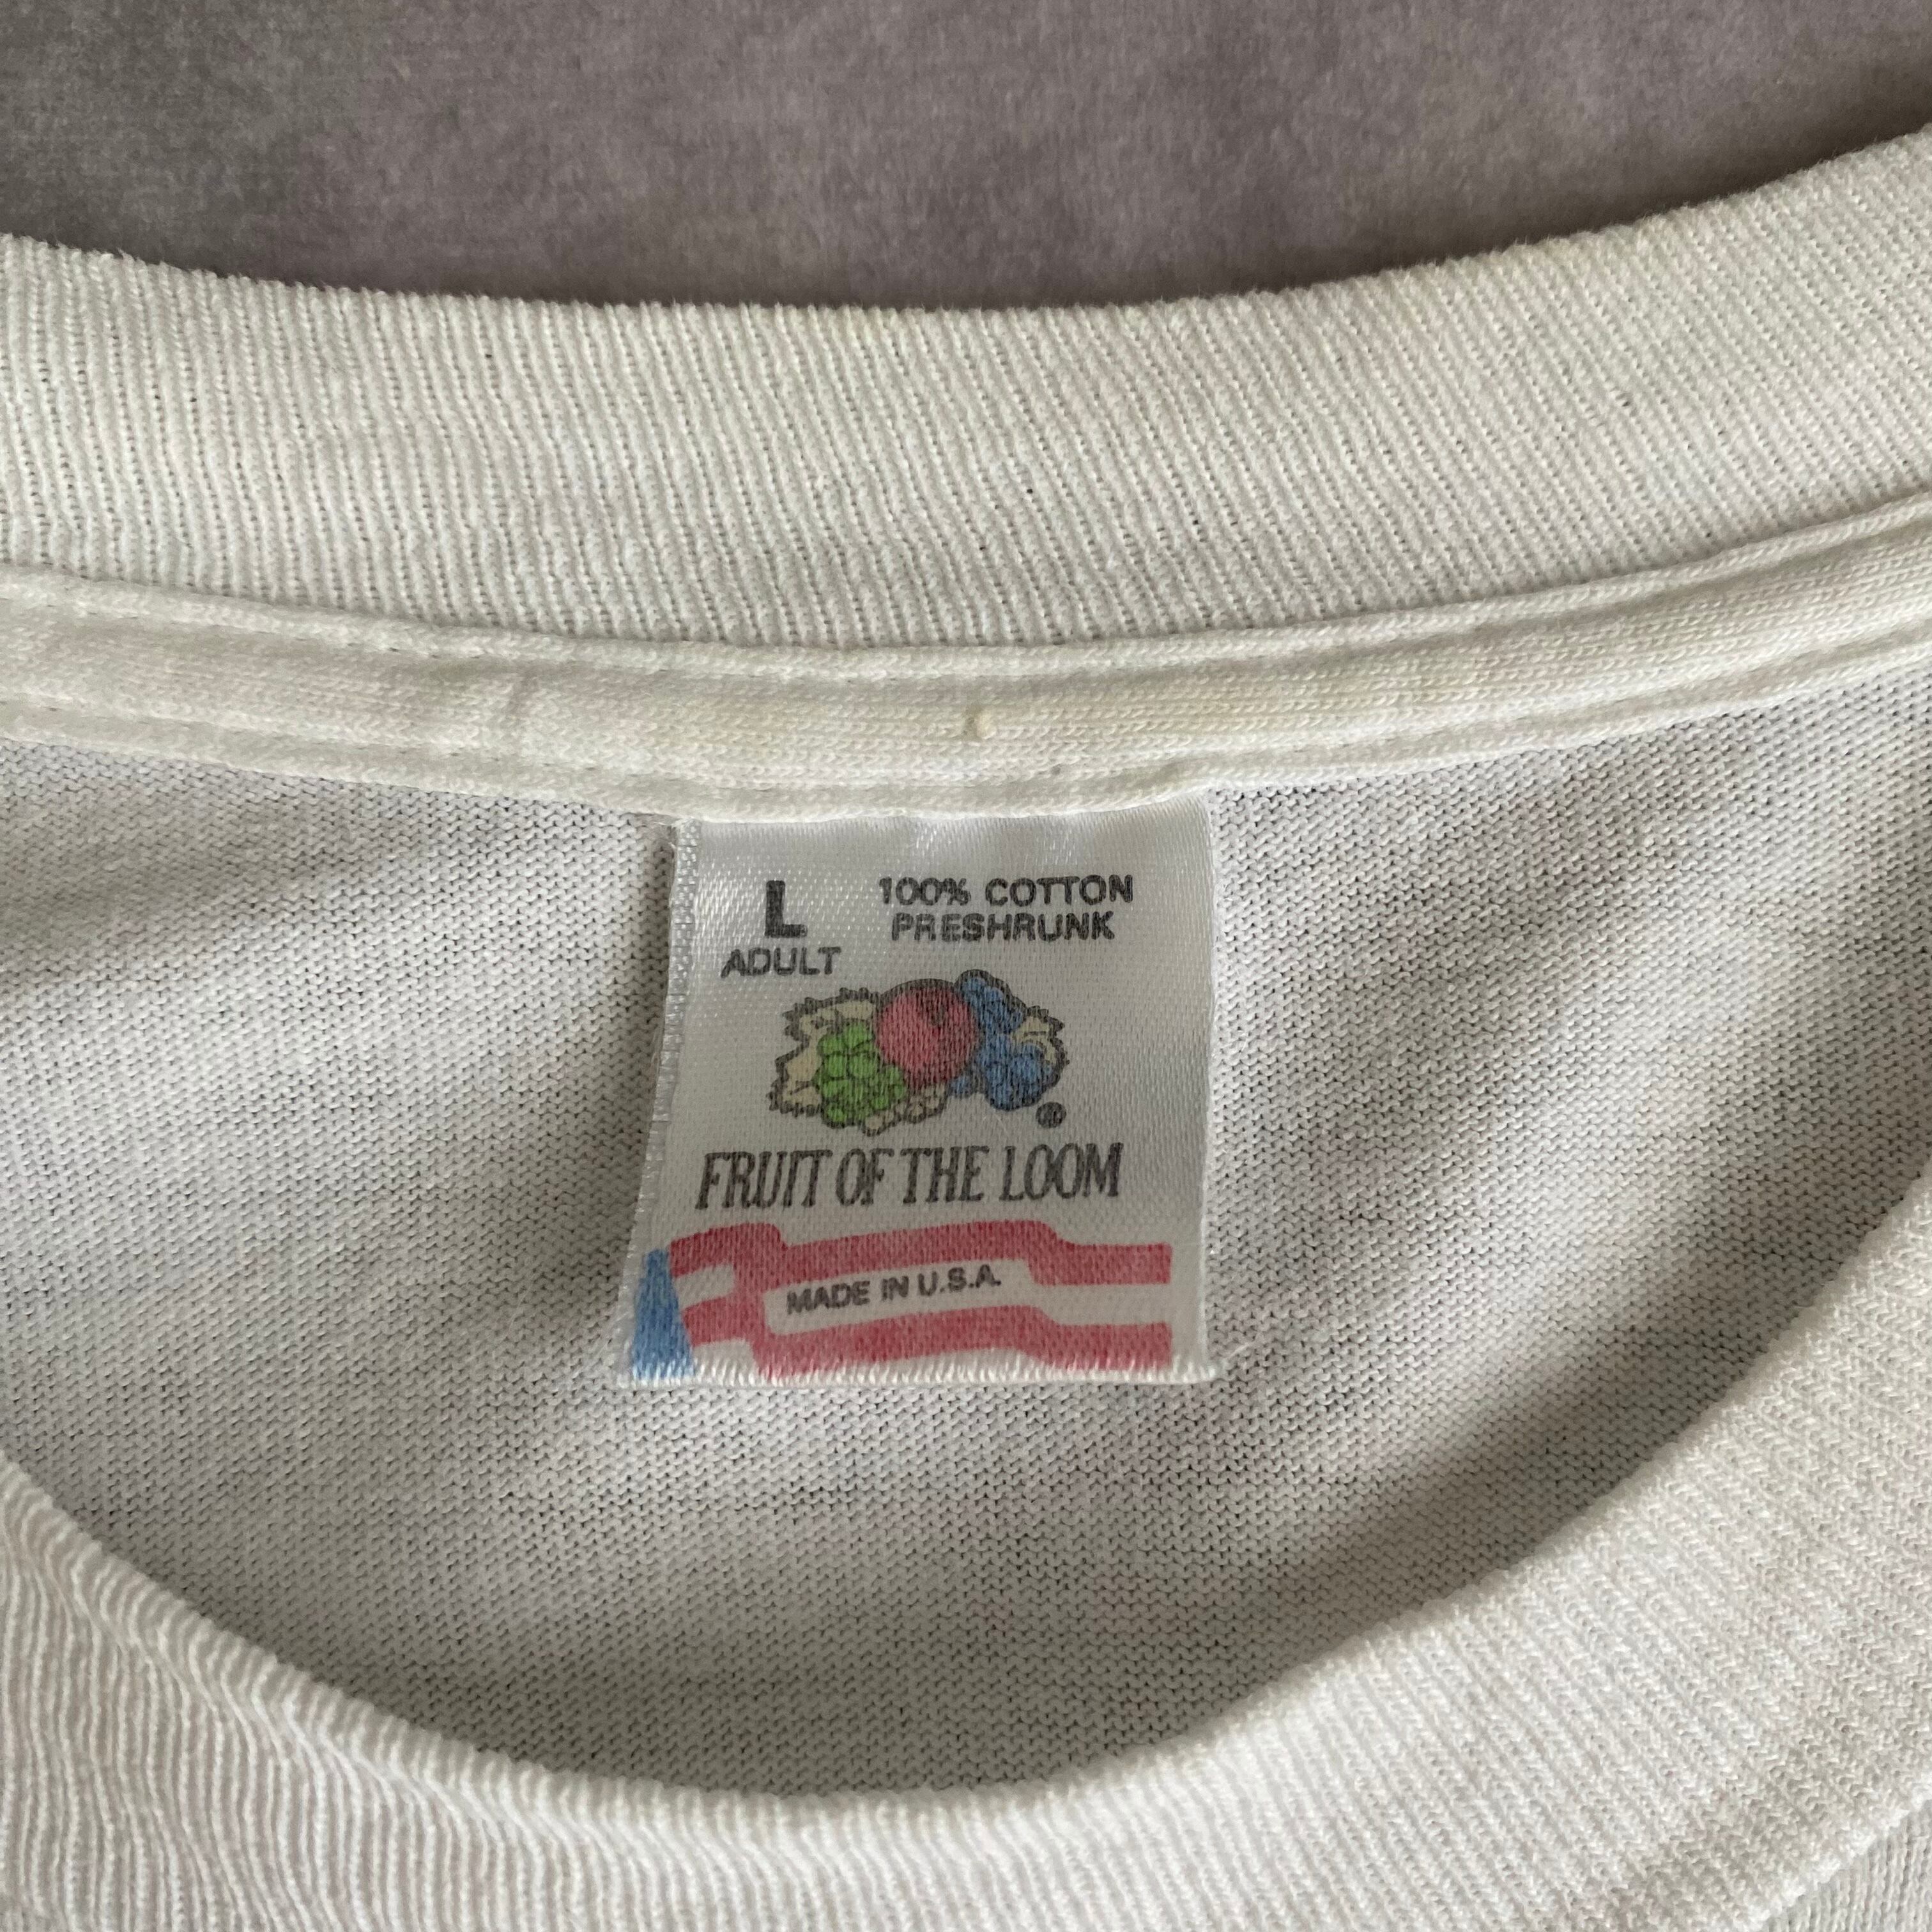 L
ADULT
100% COTTON
PRESHRUNK
®
FRUIT OF THE LOOM
MADE IN U.S.A.